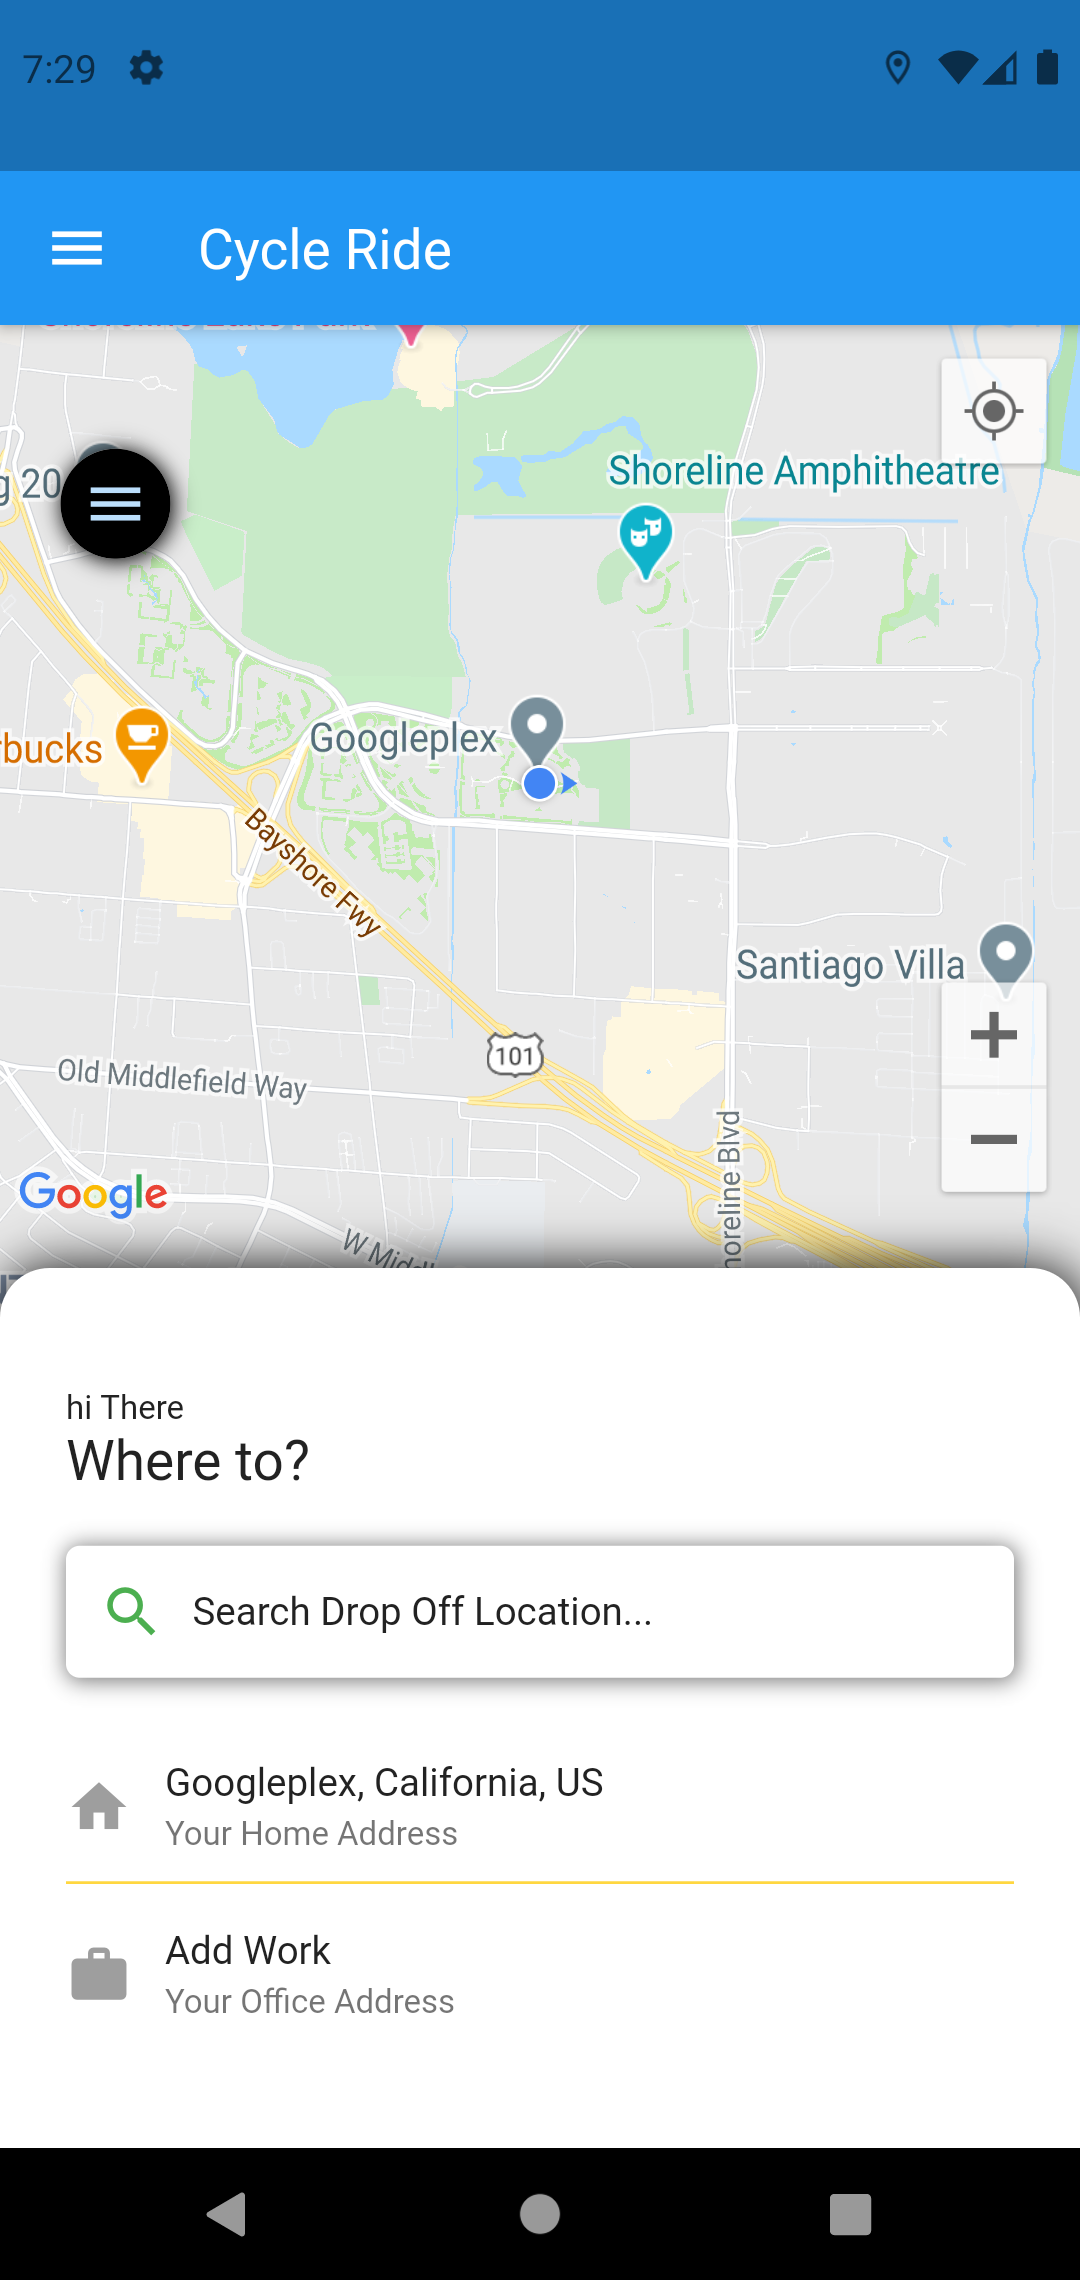 7:29
Cycle Ride
Shoreline Amphitheatre
g 20
Googleplex
rbucks
Bayshore Fwy
Santiago Villa
101
Old Middlefield Way
horeline Blvd
Google
W Middl
hi There
Where to?
Search Drop Off Location...
Googleplex, California, US
Your Home Address
Add Work
Your Office Address